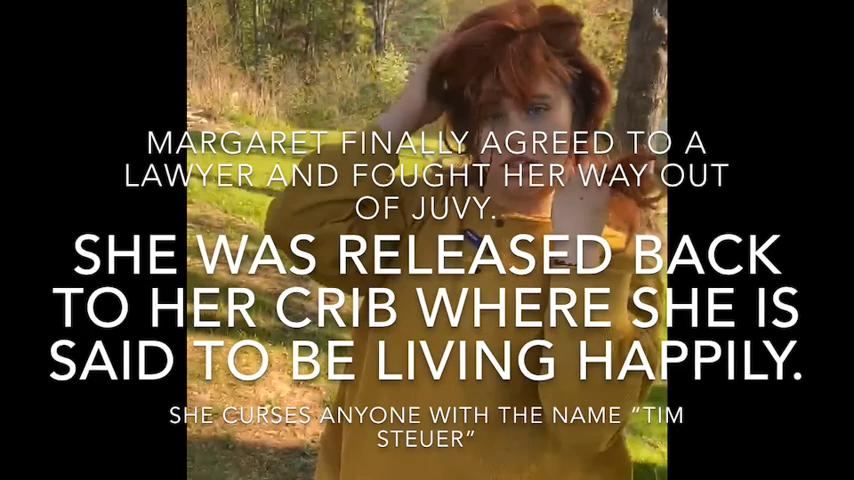 MARGARET FINALLY AGREED TO A
LAWYER AND FOUGHT HER WAY OUT
OF JUVY.
SHE WAS RELEASED BACK
TO HER CRIB WHERE SHE IS
SAID TO BE LIVING HAPPILY.
SHE CURSES ANYONE WITH THE NAME “TIM
STEUER”